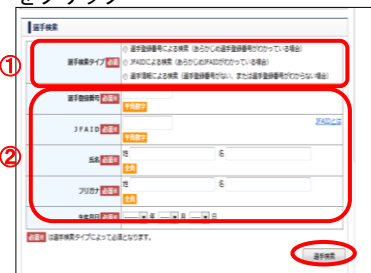 をクリック
選手検索
① 選手検索タイプ 必須 選手登録番号による検索（あらかじめ選手登録番号がわかっている場合）
JFAIDによる検索（あらかじめJFAIDがわかっている場合）
選手情報による検索（選手登録番号がない、または選手登録番号がわからない場合）
選手登録番号 必須※
半角数字
JFAID 必須※ JFAIDとは
半角数字
② 氏名 必須※ 姓 名
全角
フリガナ 必須※ 姓 名
全角
生年月日 必須※ ---- 年 -- 月 -- 日
必須※ は選手検索タイプによって必須となります。
選手検索